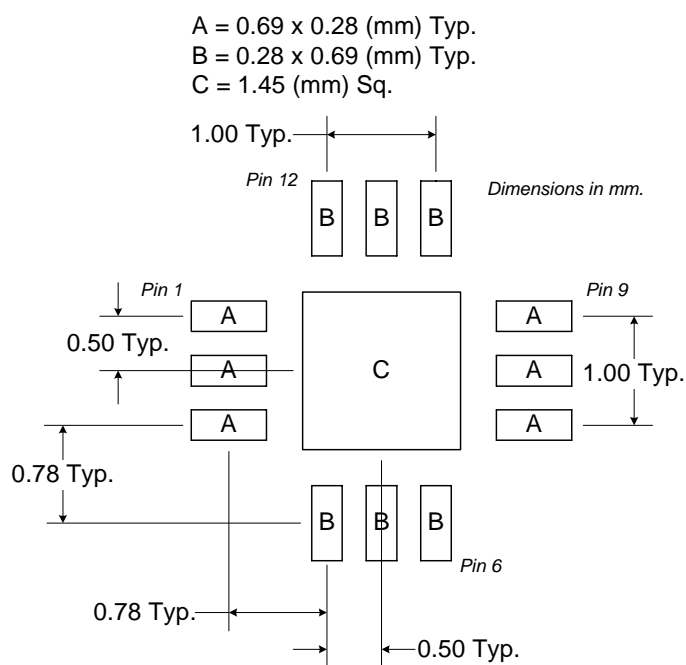 A = 0.69 x 0.28 (mm) Typ.
B = 0.28 x 0.69 (mm) Typ.
C = 1.45 (mm) Sq.
1.00 Typ.
Pin 12
Dimensions in mm.
B B B
Pin 1
Pin 9
A
A
0.50 Typ.
A
C
A
1.00 Typ.
A
A
0.78 Typ.
B B B
Pin 6
0.78 Typ.
0.50 Typ.